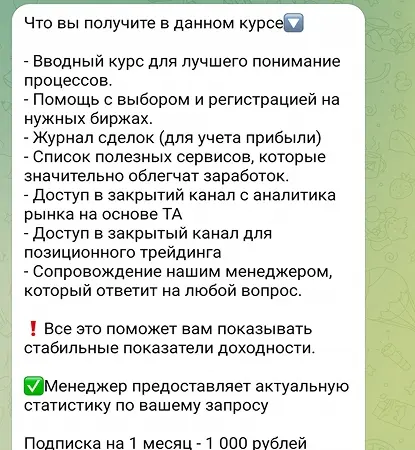 Что вы получите в данном курсе🔽
- Вводный курс для лучшего понимание
процессов.
- Помощь с выбором и регистрацией на
нужных биржах.
- Журнал сделок (для учета прибыли)
- Список полезных сервисов, которые
значительно облегчат заработок.
- Доступ в закртий канал с аналитика
рынка на основе ТА
- Доступ в закрытый канал для
позиционного трейдинга
- Сопровождение нашим менеджером,
который ответит на любой вопрос.
❗Все это поможет вам показывать
стабильные показатели доходности.
✅Менеджер предоставляет актуальную
статистику по вашему запросу
Подписка на 1 месяц - 1 000 рублей